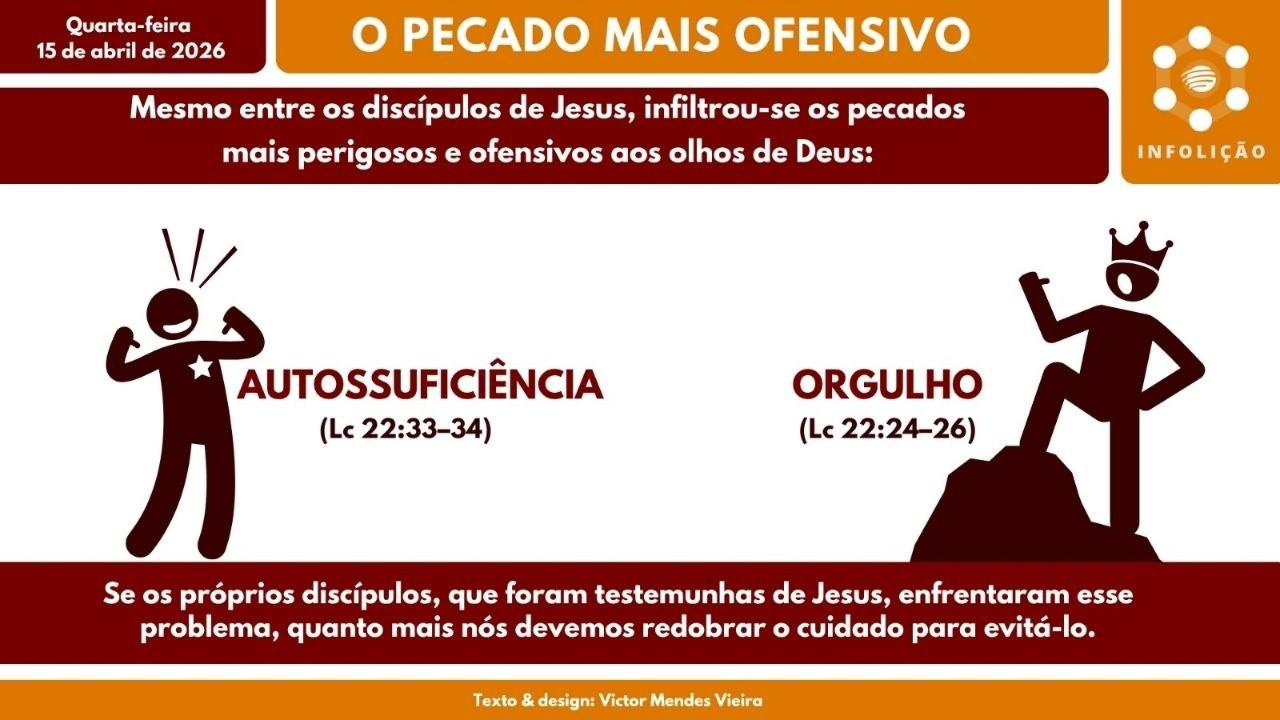 Quarta-feira
15 de abril de 2026
O PECADO MAIS OFENSIVO
INFOLIÇÃO
Mesmo entre os discípulos de Jesus, infiltrou-se os pecados
mais perigosos e ofensivos aos olhos de Deus:
AUTOSSUFICIÊNCIA
(Lc 22:33–34)
ORGULHO
(Lc 22:24–26)
Se os próprios discípulos, que foram testemunhas de Jesus, enfrentaram esse
problema, quanto mais nós devemos redobrar o cuidado para evitá-lo.
Texto & design: Victor Mendes Vieira